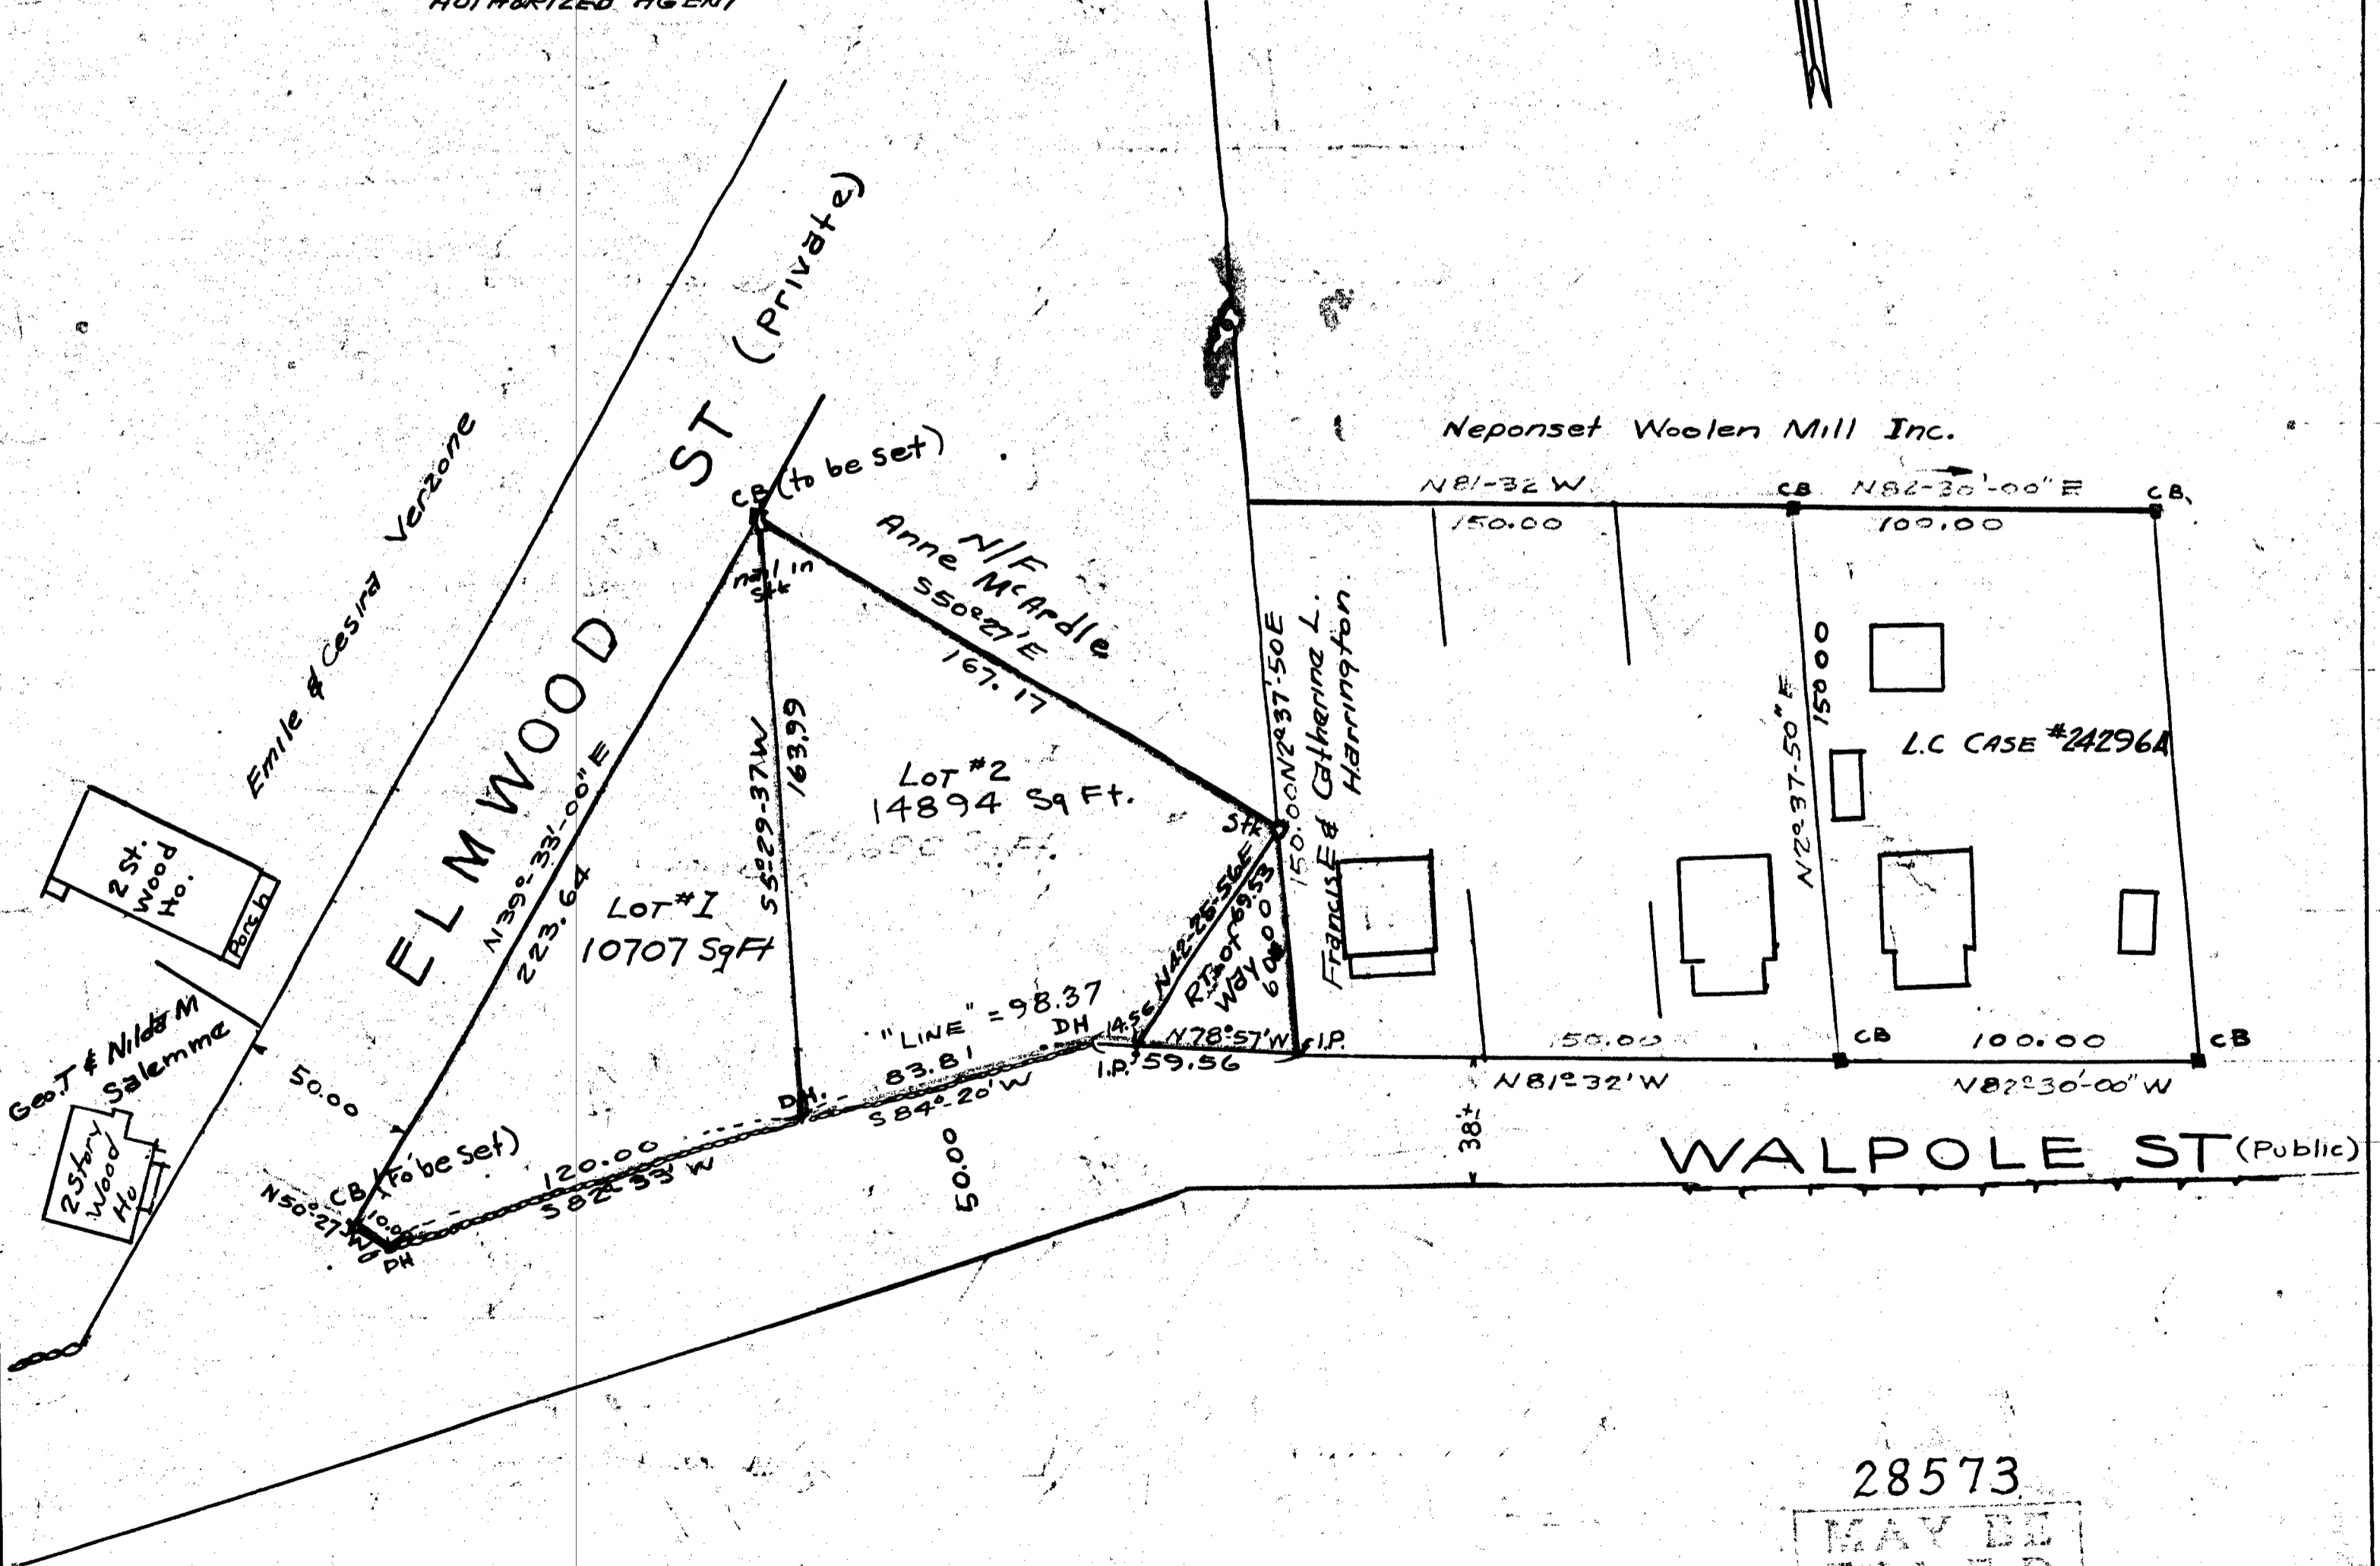 AUTHORIZED AGENT
ELMWOOD ST (Private)
Emile & Cesira Verzone
CB (to be set)
nail in
Stk
N/F
Anne McArdle
S50°27'E
167.17
Neponset Woolen Mill Inc.
N81-32 W
150.00
CB
N82-30'-00" E
100.00
CB.
N39°-33'-00" E
223.64
S5°29-37W
163.99
LOT #1
10707 SqFt
LOT #2
14894 Sq Ft.
Stk
150.00 N2°37'-50E
Francis E & Catherine L.
Harrington.
N2°37-50" E
150 00
L.C CASE #24296A
2 St.
Wood
Ho.
Porch
Geo. T & Nilda M
Salemme
2 Story
Wood
Ho
50.00
N42-25-56E
69.53
RT. OF
Way
60.00
"LINE" = 98.37
DH
14.56
N78°57'W
I.P.
I.P. 59.56
83.81
S84°-20'W
DH.
120.00
S82°-33' W
CB (To be Set)
N50°-27'W
10.00
DH
50.00
38.±
150.00
N81°32'W
CB
100.00
CB
N82°30'-00" W
WALPOLE ST (Public)
28573
MAY BE